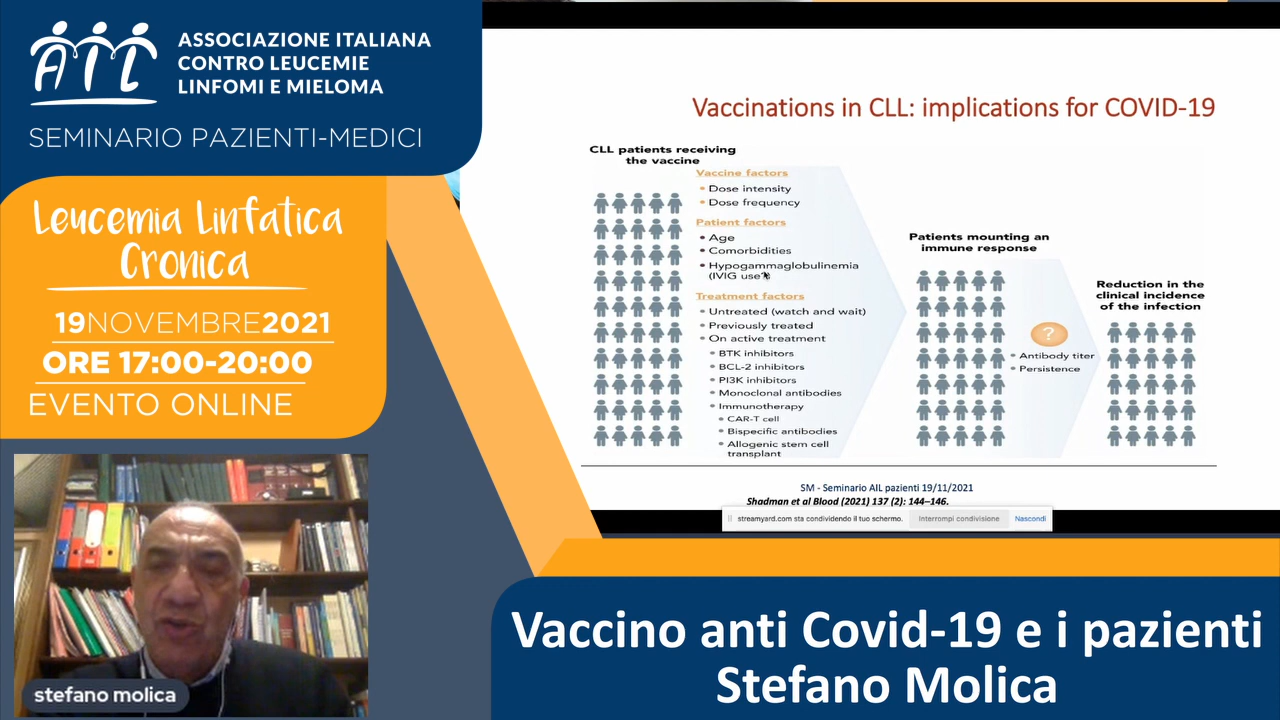 AIL
ASSOCIAZIONE ITALIANA
CONTRO LEUCEMIE
LINFOMI E MIELOMA
SEMINARIO PAZIENTI-MEDICI
Leucemia Linfatica
Cronica
19NOVEMBRE2021
ORE 17:00-20:00
EVENTO ONLINE
Vaccinations in CLL: implications for COVID-19
CLL patients receiving
the vaccine
Vaccine factors
• Dose intensity
• Dose frequency
Patient factors
• Age
• Comorbidities
• Hypogammaglobulinemia
(IVIG use)
Treatment factors
• Untreated (watch and wait)
• Previously treated
• On active treatment
• BTK inhibitors
• BCL-2 inhibitors
• PI3K inhibitors
• Monoclonal antibodies
• Immunotherapy
• CAR-T cell
• Bispecific antibodies
• Allogenic stem cell
transplant
Patients mounting an
immune response
?
• Antibody titer
• Persistence
Reduction in the
clinical incidence
of the infection
SM - Seminario AIL pazienti 19/11/2021
Shadman et al Blood (2021) 137 (2): 144–146.
streamyard.com sta condividendo il tuo schermo.
Interrompi condivisione
Nascondi
stefano molica
Vaccino anti Covid-19 e i pazienti
Stefano Molica